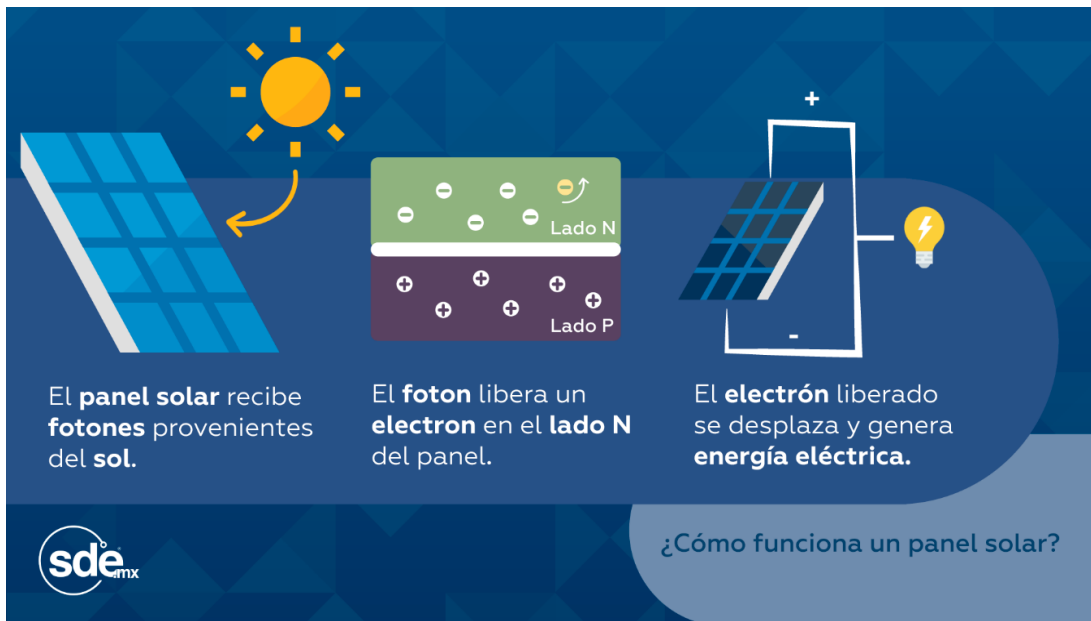 +
Lado N
Lado P
-
El panel solar recibe
fotones provenientes
del sol.
El foton libera un
electron en el lado N
del panel.
El electrón liberado
se desplaza y genera
energía eléctrica.
¿Cómo funciona un panel solar?
sde.mx